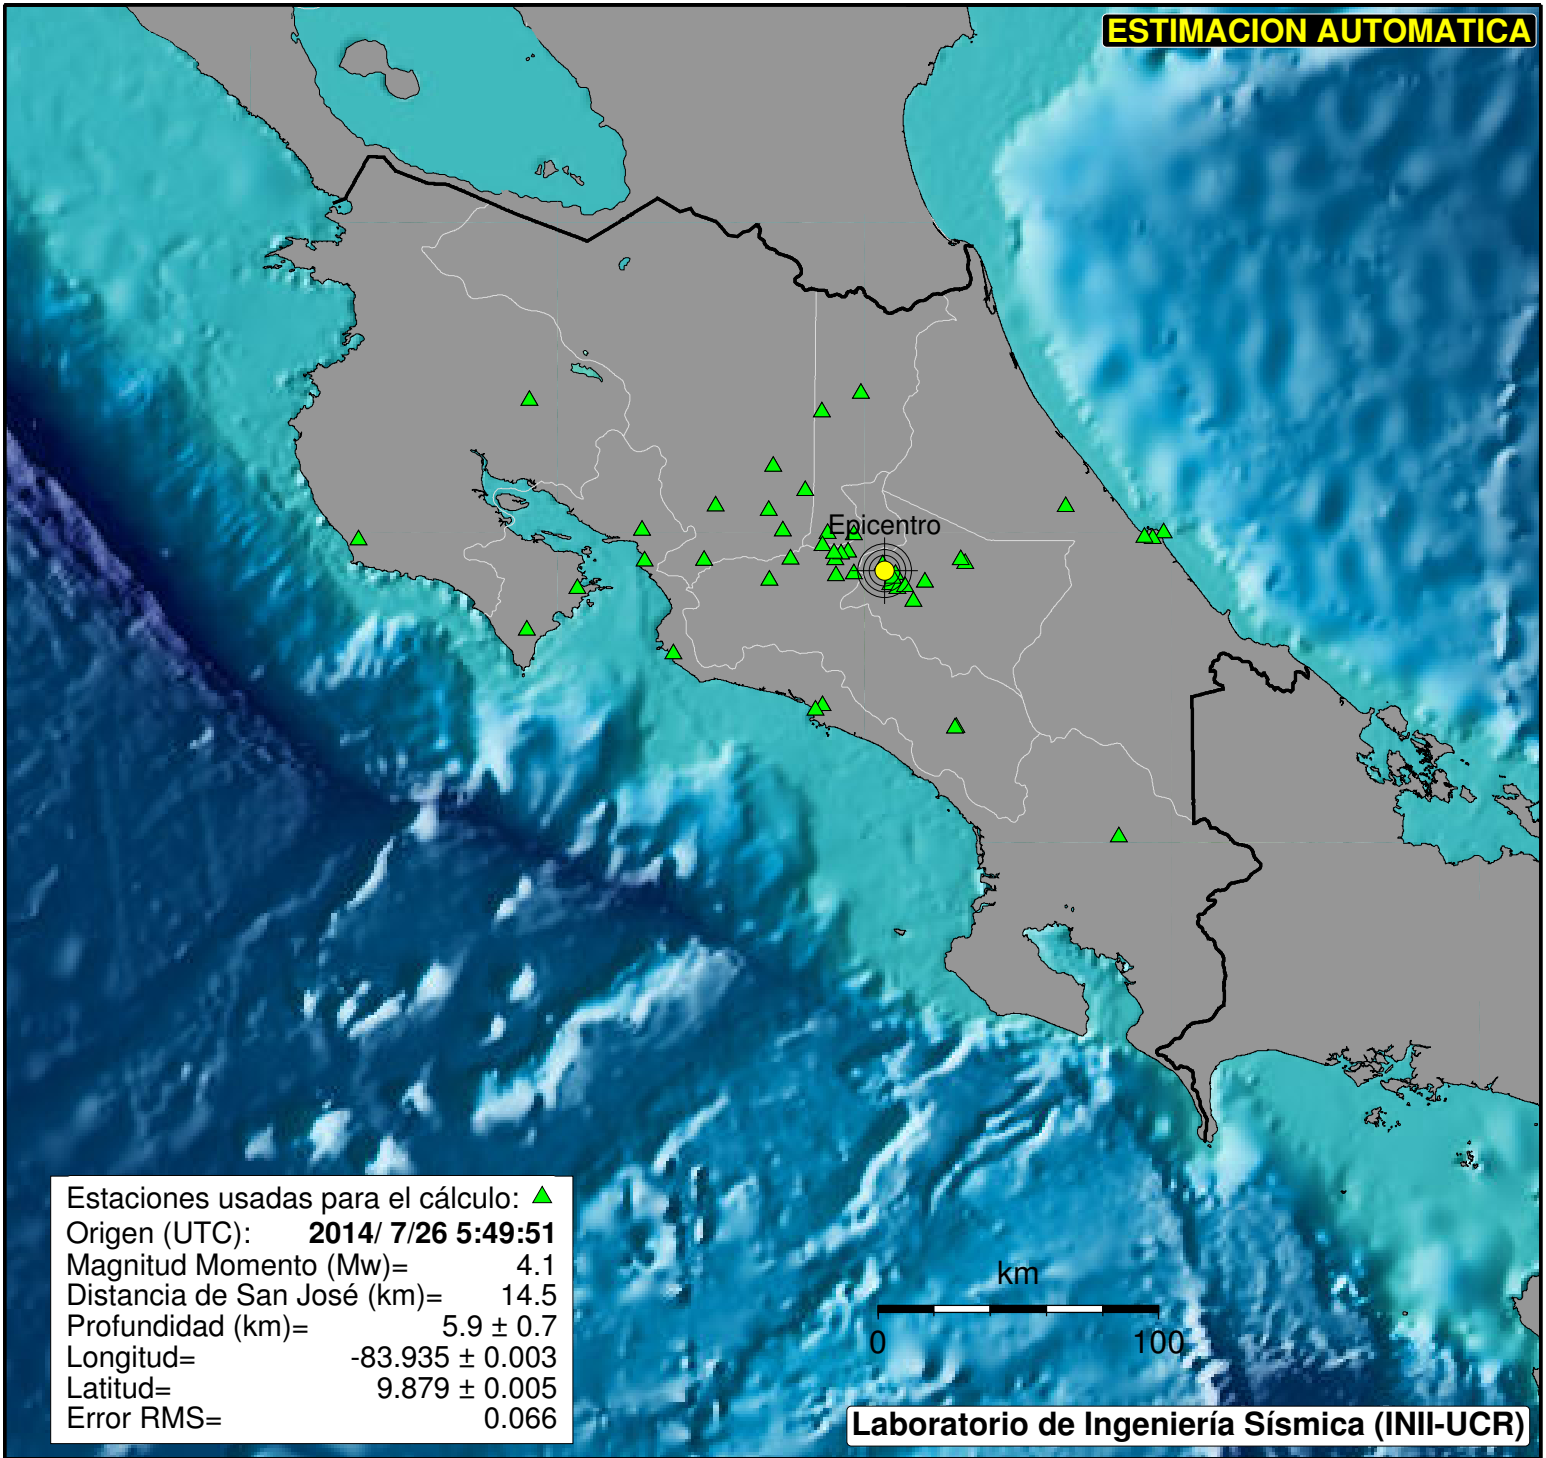 ESTIMACION AUTOMATICA
Epicentro
Estaciones usadas para el cálculo:
Origen (UTC): 2014/ 7/26 5:49:51
Magnitud Momento (Mw)= 4.1
Distancia de San José (km)= 14.5
Profundidad (km)= 5.9 ± 0.7
Longitud= -83.935 ± 0.003
Latitud= 9.879 ± 0.005
Error RMS= 0.066
km
0 100
Laboratorio de Ingeniería Sísmica (INII-UCR)